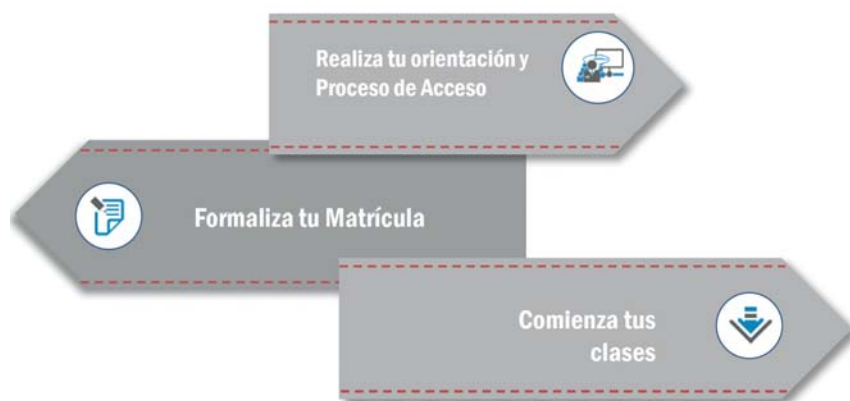 Realiza tu orientación y
Proceso de Acceso
Formaliza tu Matrícula
Comienza tus
clases